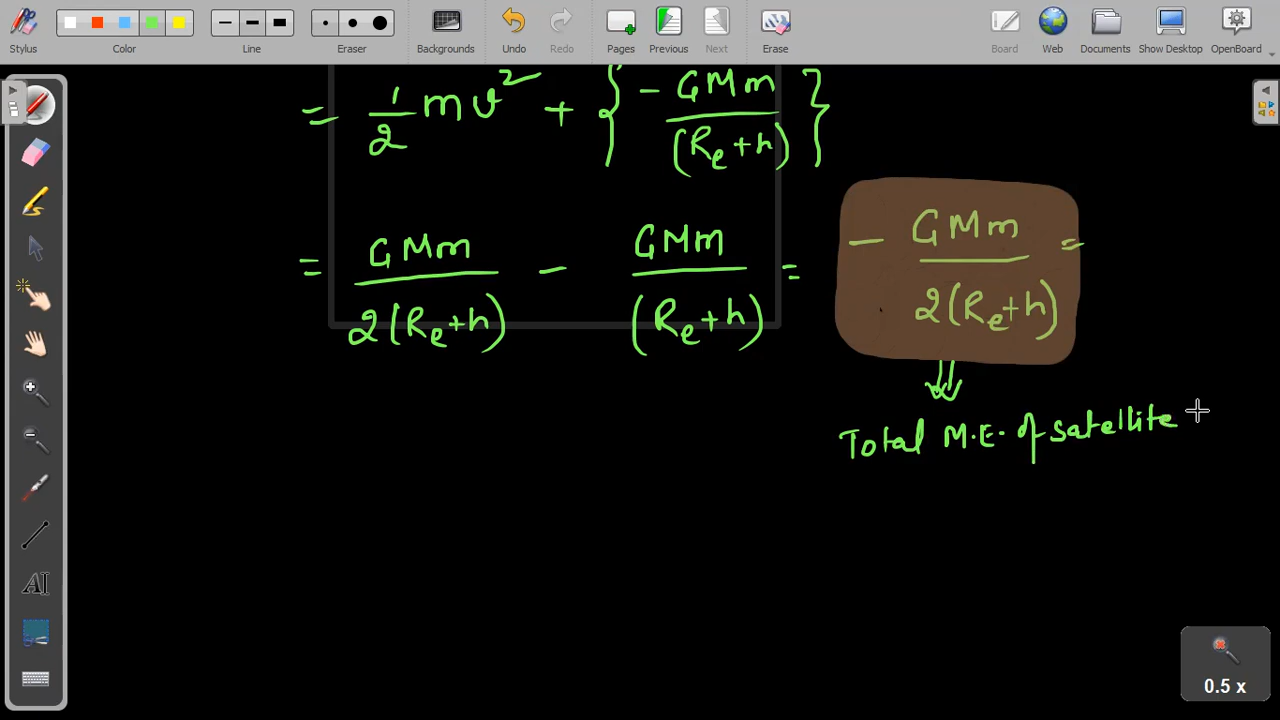 Stylus Color Line Eraser Backgrounds Undo Redo Pages Previous Next Erase Board Web Documents Show Desktop OpenBoard
= 1/2 mv² + { - GMm/(Re+h) }
= GMm/2(Re+h) - GMm/(Re+h) = - GMm/2(Re+h) =
Total M.E. of satellite
AI
0.5 x